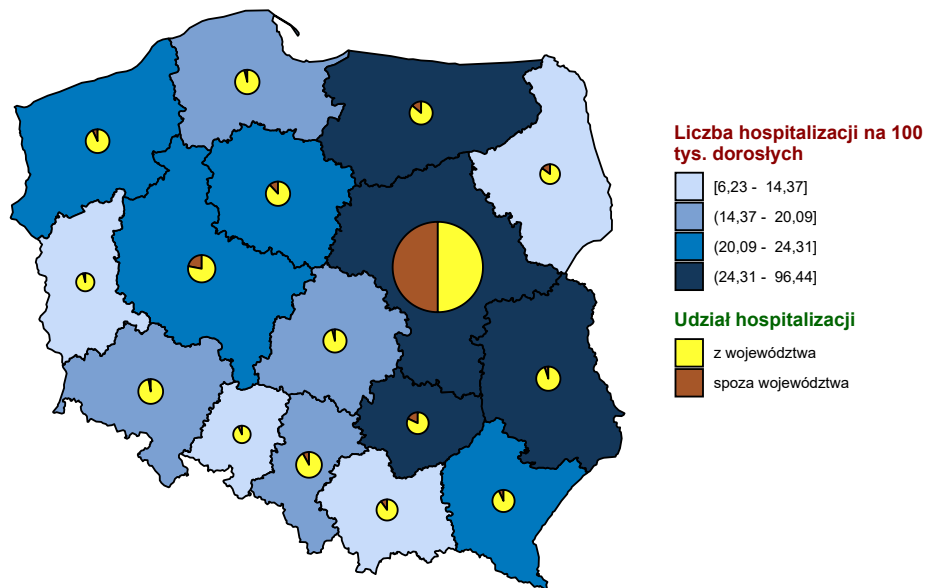 Liczba hospitalizacji na 100
tys. dorosłych
[6,23 - 14,37]
(14,37 - 20,09]
(20,09 - 24,31]
(24,31 - 96,44]
Udział hospitalizacji
z województwa
spoza województwa